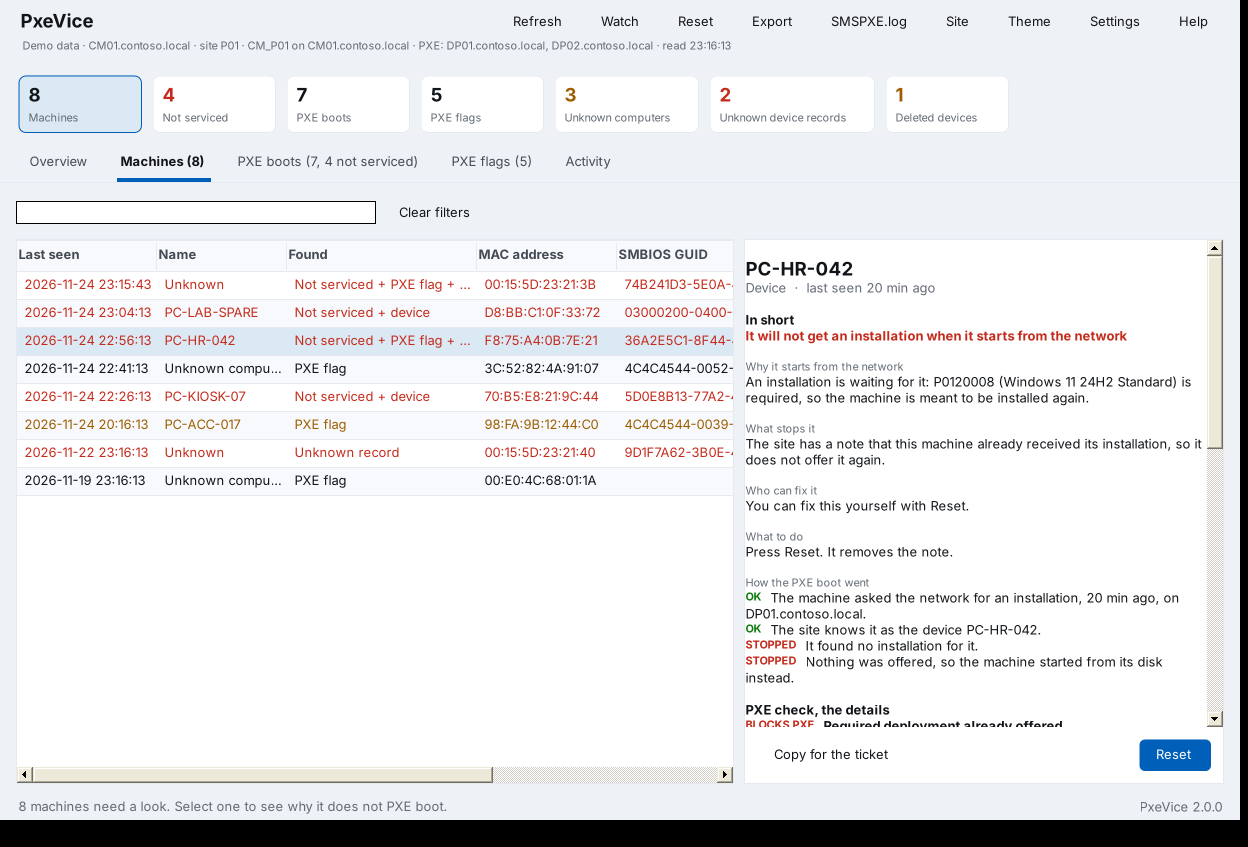 PxeVice
Refresh Watch Reset Export SMSPXE.log Site Theme Settings Help
Demo data · CM01.contoso.local · site P01 · CM_P01 on CM01.contoso.local · PXE: DP01.contoso.local, DP02.contoso.local · read 23:16:13
8 4 7 5 3 2 1
Machines Not serviced PXE boots PXE flags Unknown computers Unknown device records Deleted devices
Overview Machines (8) PXE boots (7, 4 not serviced) PXE flags (5) Activity
Clear filters
Last seen Name Found MAC address SMBIOS GUID
2026-11-24 23:15:43 Unknown Not serviced + PXE flag + ... 00:15:5D:23:21:3B 74B241D3-5E0A-
2026-11-24 23:04:13 PC-LAB-SPARE Not serviced + device D8:BB:C1:0F:33:72 03000200-0400-
2026-11-24 22:56:13 PC-HR-042 Not serviced + PXE flag + ... F8:75:A4:0B:7E:21 36A2E5C1-8F44-
2026-11-24 22:41:13 Unknown compu... PXE flag 3C:52:82:4A:91:07 4C4C4544-0052-
2026-11-24 22:26:13 PC-KIOSK-07 Not serviced + device 70:B5:E8:21:9C:44 5D0E8B13-77A2-
2026-11-24 20:16:13 PC-ACC-017 PXE flag 98:FA:9B:12:44:C0 4C4C4544-0039-
2026-11-22 23:16:13 Unknown Unknown record 00:15:5D:23:21:40 9D1F7A62-3B0E-
2026-11-19 23:16:13 Unknown compu... PXE flag 00:E0:4C:68:01:1A
PC-HR-042
Device · last seen 20 min ago
In short
It will not get an installation when it starts from the network
Why it starts from the network
An installation is waiting for it: P0120008 (Windows 11 24H2 Standard) is
required, so the machine is meant to be installed again.
What stops it
The site has a note that this machine already received its installation, so it
does not offer it again.
Who can fix it
You can fix this yourself with Reset.
What to do
Press Reset. It removes the note.
How the PXE boot went
OK The machine asked the network for an installation, 20 min ago, on
DP01.contoso.local.
OK The site knows it as the device PC-HR-042.
STOPPED It found no installation for it.
STOPPED Nothing was offered, so the machine started from its disk
instead.
PXE check, the details
BLOCKS PXE Required deployment already offered
Copy for the ticket Reset
8 machines need a look. Select one to see why it does not PXE boot.
PxeVice 2.0.0